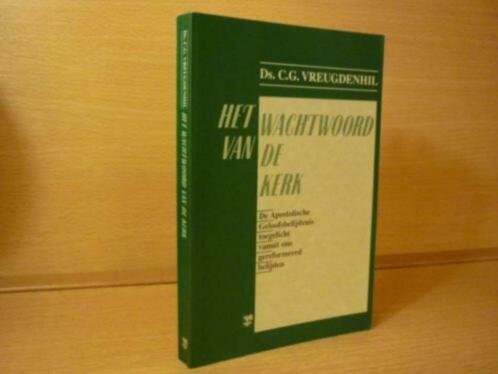 Ds. C.G. VREUGDENHIL
HET WACHTWOORD
VAN DE
KERK
De Apostolische
Geloofsbelijdenis
toegelicht
vanuit ons
gereformeerd
belijden
Ds. C.G. VREUGDENHIL HET WACHTWOORD VAN DE KERK